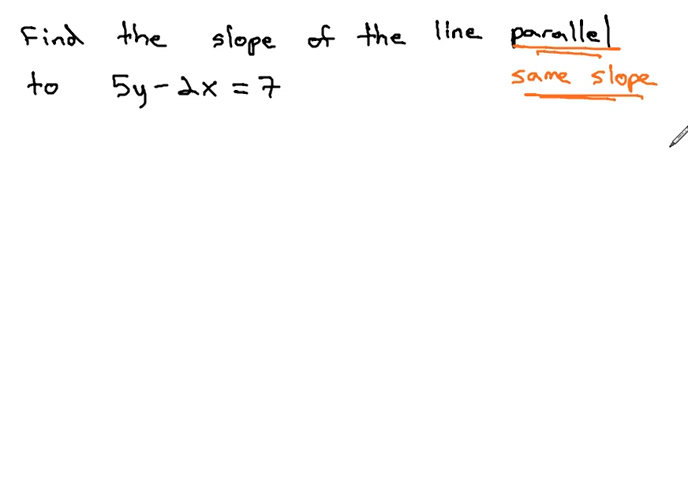 Find the slope of the line parallel
to 5y - 2x = 7
same slope